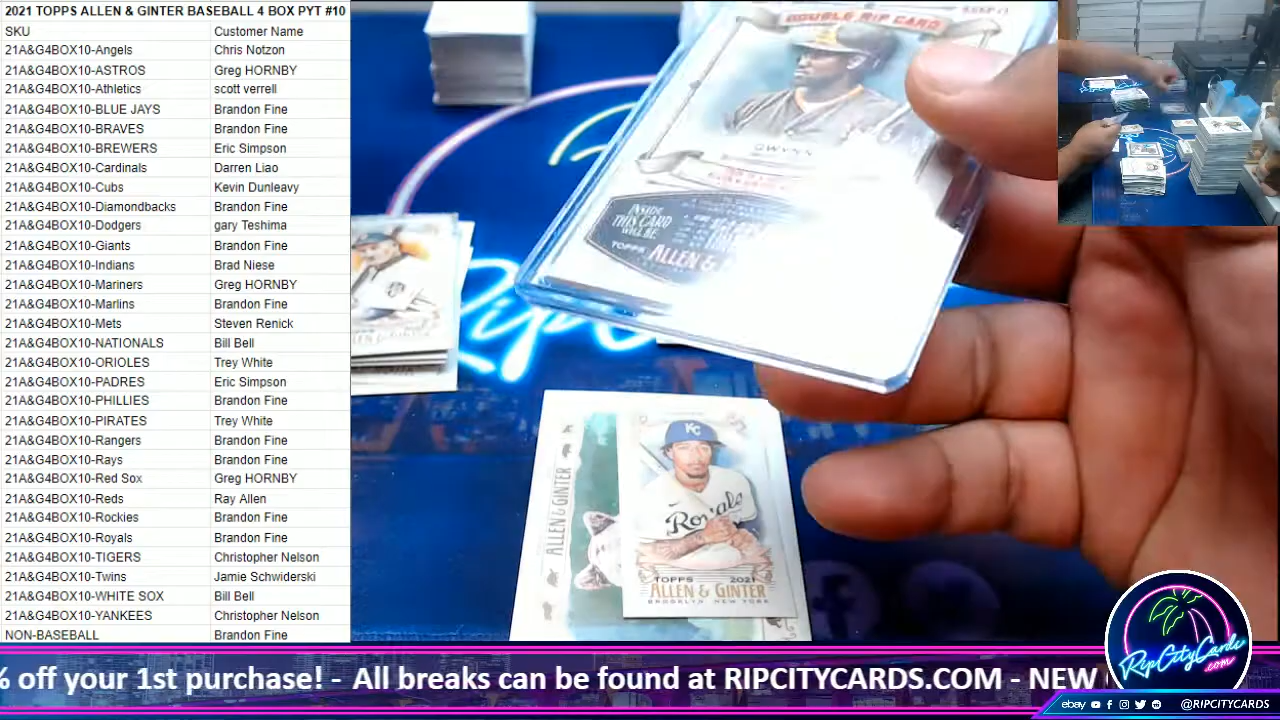 2021 TOPPS ALLEN & GINTER BASEBALL 4 BOX PYT #10
SKU Customer Name
21A&G4BOX10-Angels Chris Notzon
21A&G4BOX10-ASTROS Greg HORNBY
21A&G4BOX10-Athletics scott verrell
21A&G4BOX10-BLUE JAYS Brandon Fine
21A&G4BOX10-BRAVES Brandon Fine
21A&G4BOX10-BREWERS Eric Simpson
21A&G4BOX10-Cardinals Darren Liao
21A&G4BOX10-Cubs Kevin Dunleavy
21A&G4BOX10-Diamondbacks Brandon Fine
21A&G4BOX10-Dodgers gary Teshima
21A&G4BOX10-Giants Brandon Fine
21A&G4BOX10-Indians Brad Niese
21A&G4BOX10-Mariners Greg HORNBY
21A&G4BOX10-Marlins Brandon Fine
21A&G4BOX10-Mets Steven Renick
21A&G4BOX10-NATIONALS Bill Bell
21A&G4BOX10-ORIOLES Trey White
21A&G4BOX10-PADRES Eric Simpson
21A&G4BOX10-PHILLIES Brandon Fine
21A&G4BOX10-PIRATES Trey White
21A&G4BOX10-Rangers Brandon Fine
21A&G4BOX10-Rays Brandon Fine
21A&G4BOX10-Red Sox Greg HORNBY
21A&G4BOX10-Reds Ray Allen
21A&G4BOX10-Rockies Brandon Fine
21A&G4BOX10-Royals Brandon Fine
21A&G4BOX10-TIGERS Christopher Nelson
21A&G4BOX10-Twins Jamie Schwiderski
21A&G4BOX10-WHITE SOX Bill Bell
21A&G4BOX10-YANKEES Christopher Nelson
NON-BASEBALL Brandon Fine
DOUBLE RIP CARD
GWYNN
INSIDE
THIS CARD
WILL BE
TOPPS ALLEN &
ALLEN & GINTER
KC
Royals
TOPPS 2021
ALLEN & GINTER
BROOKLYN NEW YORK
% off your 1st purchase! - All breaks can be found at RIPCITYCARDS.COM - NEW
RipCityCards
.com
ebay @RIPCITYCARDS